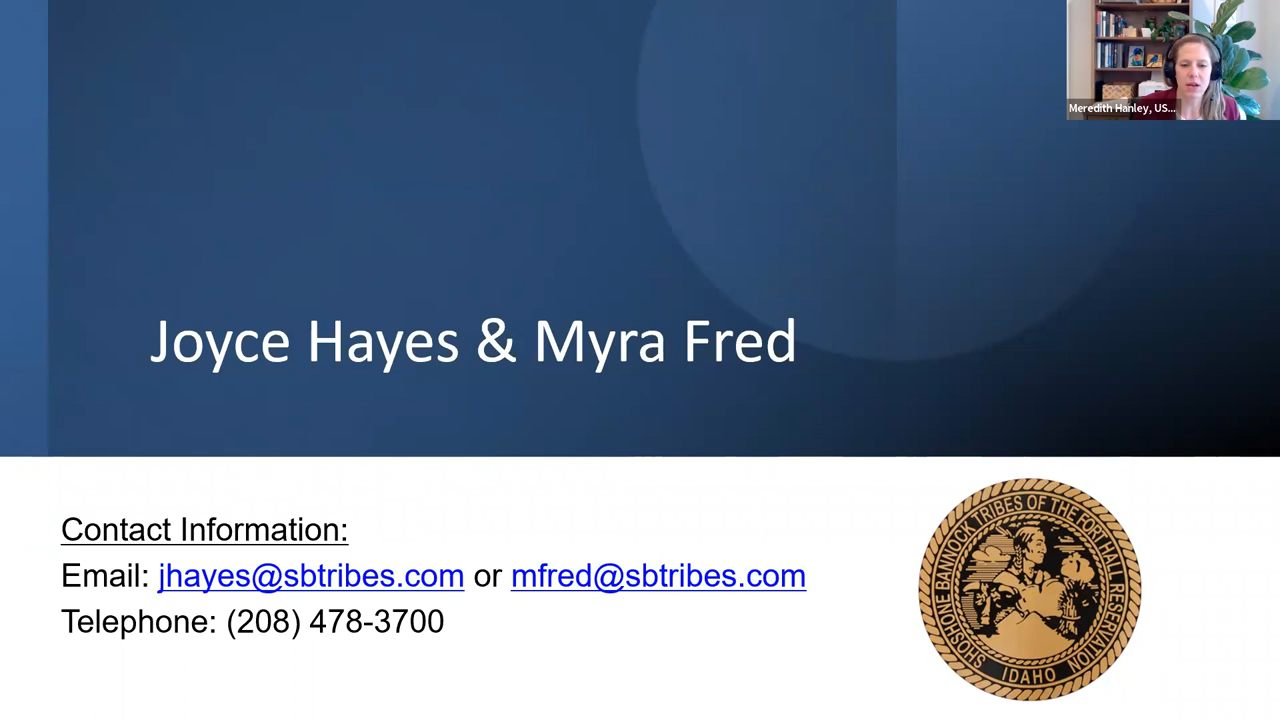 Meredith Hanley, US...
Joyce Hayes & Myra Fred
Contact Information:
Email: jhayes@sbtribes.com or mfred@sbtribes.com
Telephone: (208) 478-3700
SHOSHONE BANNOCK TRIBES OF THE FORT HALL RESERVATION
IDAHO